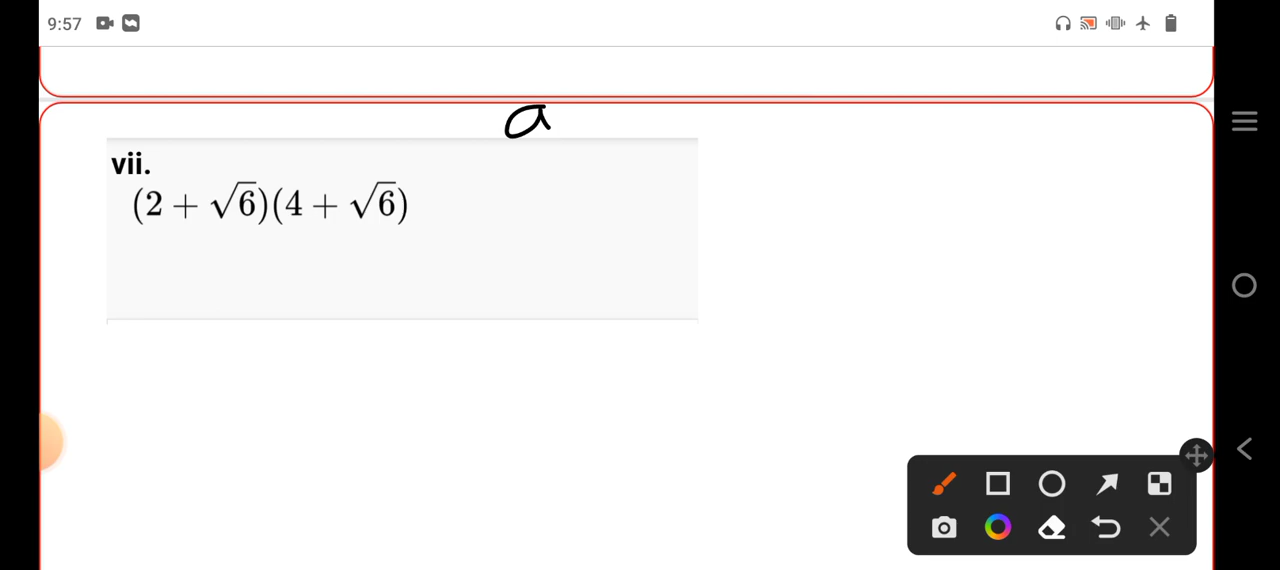 9:57
a
vii.
(2 + √6)(4 + √6)